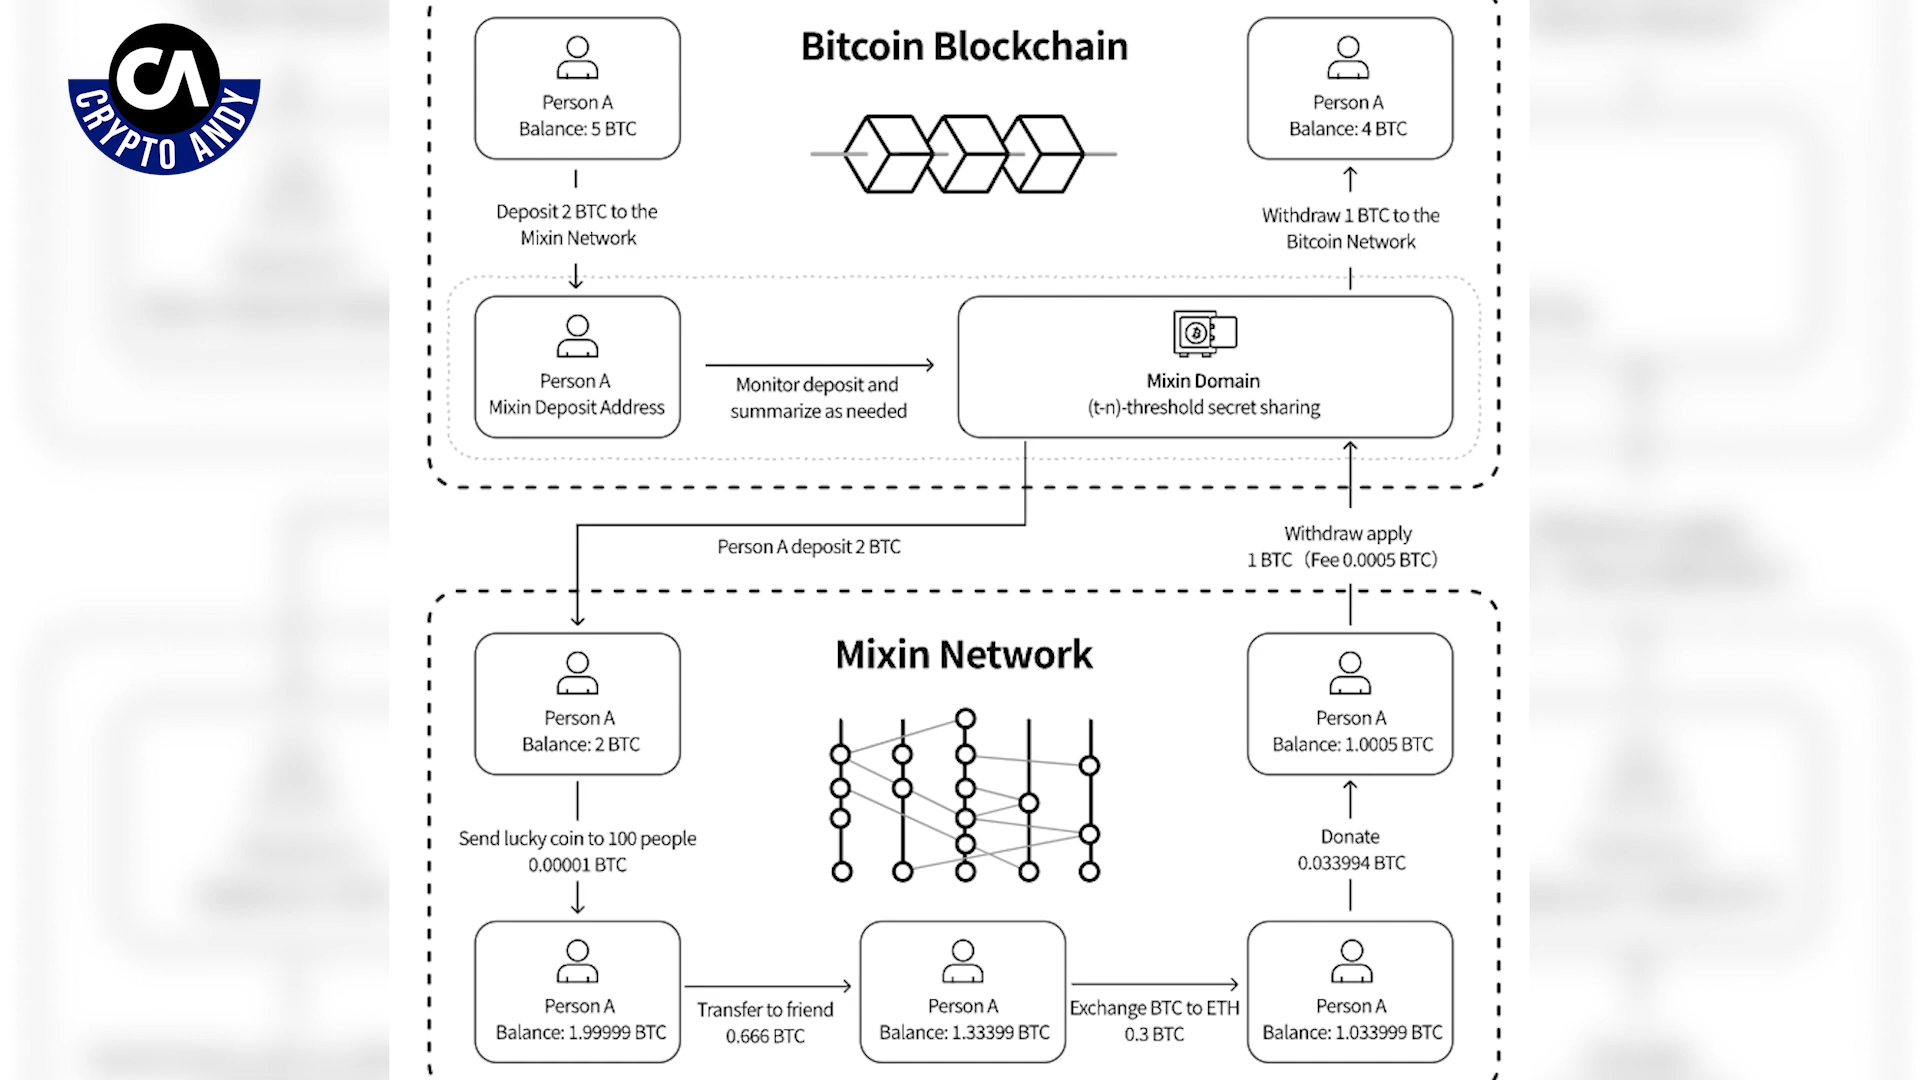 CA
CRYPTO ANDY
Bitcoin Blockchain
Person A
Balance: 5 BTC
Person A
Balance: 4 BTC
Deposit 2 BTC to the
Mixin Network
Withdraw 1 BTC to the
Bitcoin Network
Person A
Mixin Deposit Address
Monitor deposit and
summarize as needed
Mixin Domain
(t-n)-threshold secret sharing
Person A deposit 2 BTC
Withdraw apply
1 BTC（Fee 0.0005 BTC）
Mixin Network
Person A
Balance: 2 BTC
Person A
Balance: 1.0005 BTC
Send lucky coin to 100 people
0.00001 BTC
Donate
0.033994 BTC
Person A
Balance: 1.99999 BTC
Transfer to friend
0.666 BTC
Person A
Balance: 1.33399 BTC
Exchange BTC to ETH
0.3 BTC
Person A
Balance: 1.033999 BTC